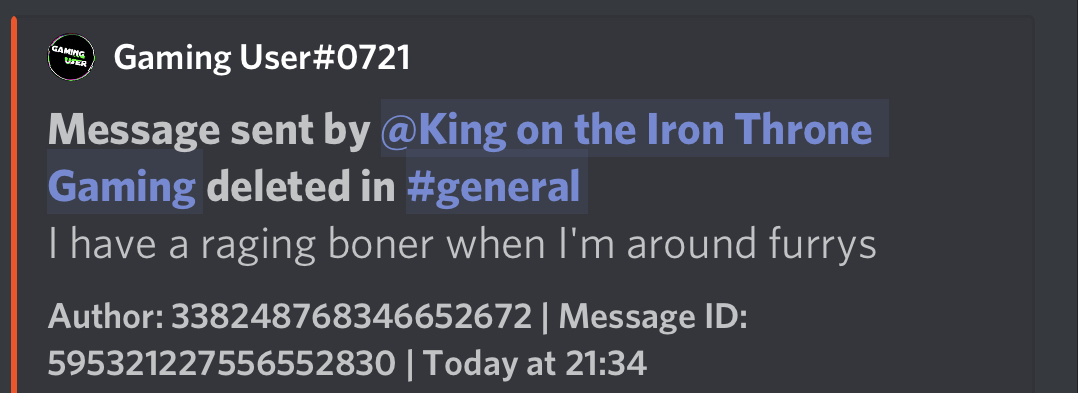 GAMING
USER
Gaming User#0721
Message sent by @King on the Iron Throne
Gaming deleted in #general
I have a raging boner when I'm around furrys
Author: 338248768346652672 | Message ID:
595321227556552830 | Today at 21:34